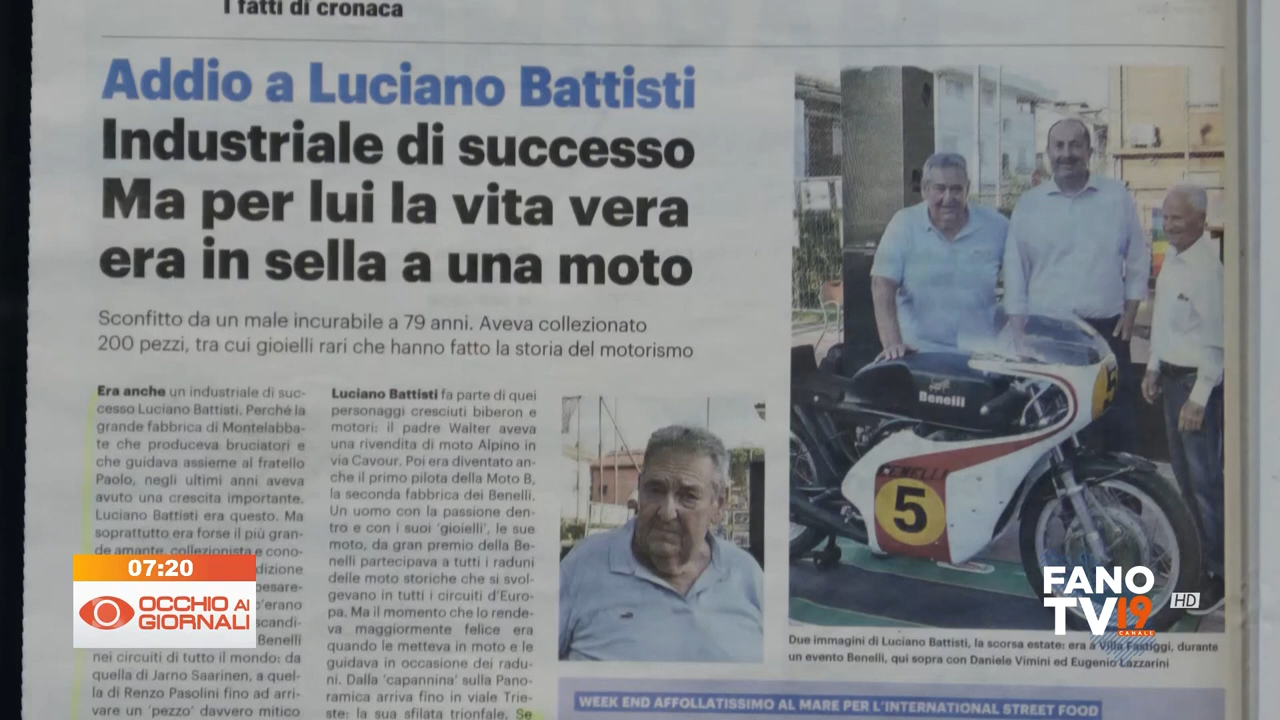 I fatti di cronaca
Addio a Luciano Battisti
Industriale di successo
Ma per lui la vita vera
era in sella a una moto
Sconfitto da un male incurabile a 79 anni. Aveva collezionato
200 pezzi, tra cui gioielli rari che hanno fatto la storia del motorismo
Era anche un industriale di suc-
cesso Luciano Battisti. Perché la
grande fabbrica di Montelabba-
te che produceva bruciatori e
che guidava assieme al fratello
Paolo, negli ultimi anni aveva
avuto una crescita importante.
Luciano Battisti era questo. Ma
soprattutto era forse il più gran-
de amante, collezionista e cono-
dizione
pesare-
c'erano
scandi-
Benelli
nei circuiti di tutto il mondo: da
quella di Jarno Saarinen, a quel-
la di Renzo Pasolini fino ad arri-
vare un 'pezzo' davvero mitico
Luciano Battisti fa parte di quei
personaggi cresciuti biberon e
motori: il padre Walter aveva
una rivendita di moto Alpino in
via Cavour. Poi era diventato an-
che il primo pilota della Moto B,
la seconda fabbrica dei Benelli.
Un uomo con la passione den-
tro e con i suoi 'gioielli', le sue
moto, da gran premio della Be-
nelli partecipava a tutti i raduni
delle moto storiche che si svol-
gevano in tutti i circuiti d'Euro-
pa. Ma il momento che lo rende-
va maggiormente felice era
quando le metteva in moto e le
guidava in occasione dei radu-
ni. Dalla 'capannina' sulla Pano-
ramica arriva fino in viale Trie-
ste: la sua sfilata trionfale. Se
Benelli
BENELLI
5
5
Due immagini di Luciano Battisti, la scorsa estate: era a Villa Fastiggi, durante
un evento Benelli, qui sopra con Daniele Vimini ed Eugenio Lazzarini
WEEK END AFFOLLATISSIMO AL MARE PER L'INTERNATIONAL STREET FOOD
07:20
OCCHIO AI
GIORNALI
FANO
TV19
CANALE
HD